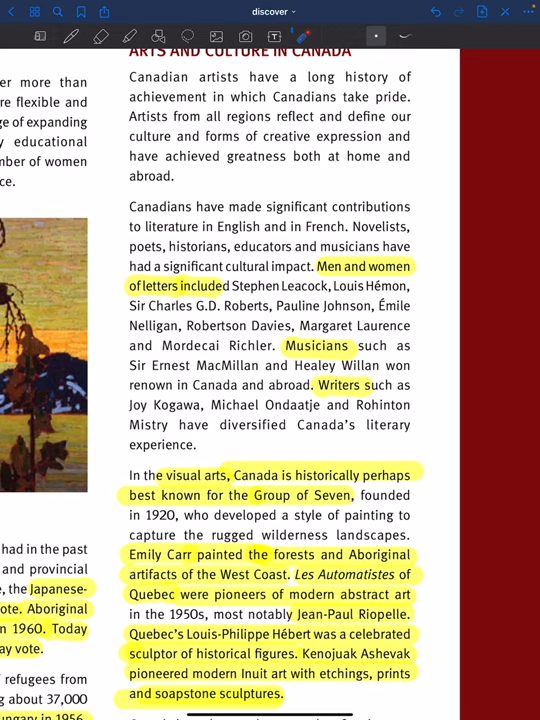 discover
ARTS AND CULTURE IN CANADA
er more than
re flexible and
ge of expanding
y educational
mber of women
ce.
Canadian artists have a long history of
achievement in which Canadians take pride.
Artists from all regions reflect and define our
culture and forms of creative expression and
have achieved greatness both at home and
abroad.
Canadians have made significant contributions
to literature in English and in French. Novelists,
poets, historians, educators and musicians have
had a significant cultural impact. Men and women
of letters included Stephen Leacock, Louis Hémon,
Sir Charles G.D. Roberts, Pauline Johnson, Émile
Nelligan, Robertson Davies, Margaret Laurence
and Mordecai Richler. Musicians such as
Sir Ernest MacMillan and Healey Willan won
renown in Canada and abroad. Writers such as
Joy Kogawa, Michael Ondaatje and Rohinton
Mistry have diversified Canada's literary
experience.
In the visual arts, Canada is historically perhaps
best known for the Group of Seven, founded
in 1920, who developed a style of painting to
capture the rugged wilderness landscapes.
Emily Carr painted the forests and Aboriginal
artifacts of the West Coast. Les Automatistes of
Quebec were pioneers of modern abstract art
in the 1950s, most notably Jean-Paul Riopelle.
Quebec's Louis-Philippe Hébert was a celebrated
sculptor of historical figures. Kenojuak Ashevak
pioneered modern Inuit art with etchings, prints
and soapstone sculptures.
had in the past
and provincial
, the Japanese-
ote. Aboriginal
n 1960. Today
ay vote.
refugees from
g about 37,000
ungary in 1956.